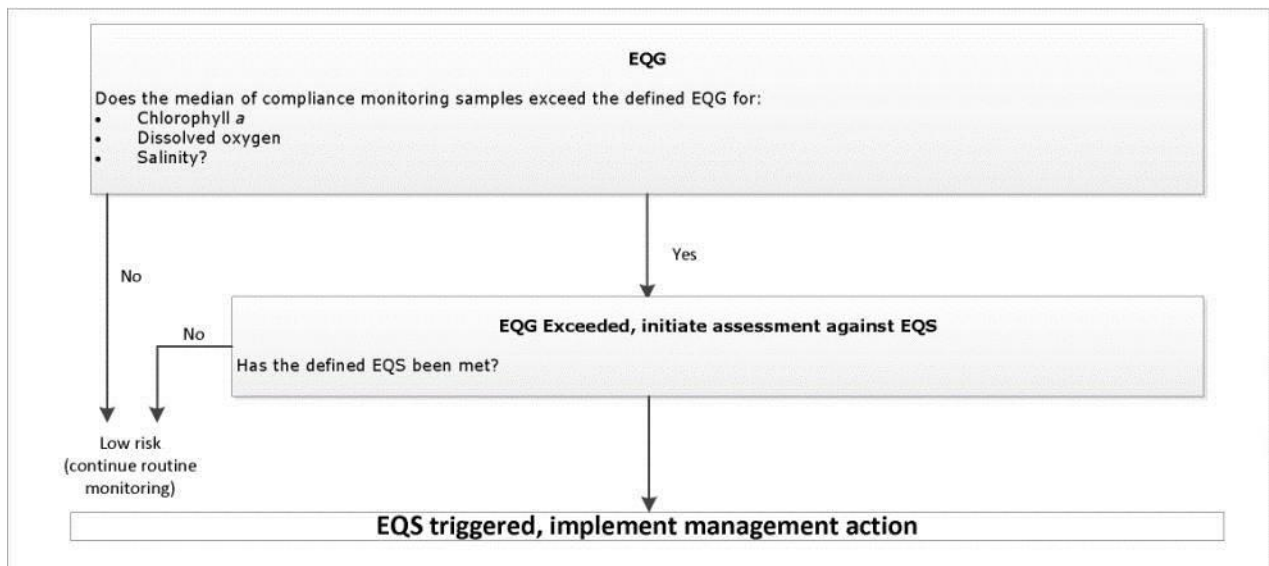 EQG
Does the median of compliance monitoring samples exceed the defined EQG for:
• Chlorophyll a
• Dissolved oxygen
• Salinity?
No
Yes
EQG Exceeded, initiate assessment against EQS
No
Has the defined EQS been met?
Low risk
(continue routine
monitoring)
EQS triggered, implement management action